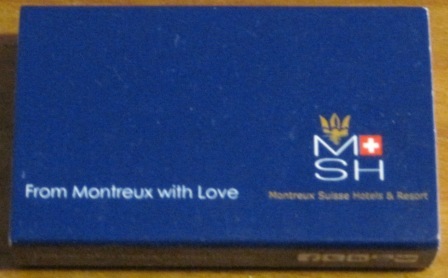 M
SH
From Montreux with Love
Montreux Suisse Hotels & Resort